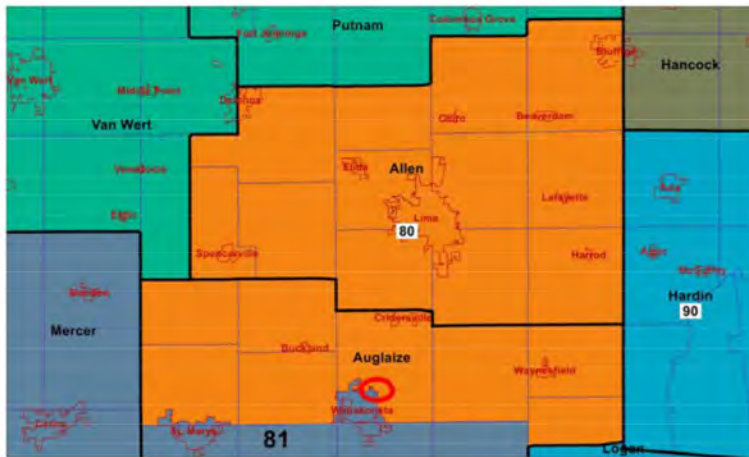 Putnam
Columbus Grove
Fort Jennings
Bluffton
Hancock
Van Wert
Middle Point
Delphos
Van Wert
Cairo
Beaverdam
Venedocia
Elida
Allen
Ada
Elgin
Lima
Lafayette
80
Spencerville
Harrod
Alger
McGuffey
Mendon
Hardin
90
Mercer
Cridersville
Buckland
Auglaize
Waynesfield
Wapakoneta
Celina
St. Marys
81
Logan